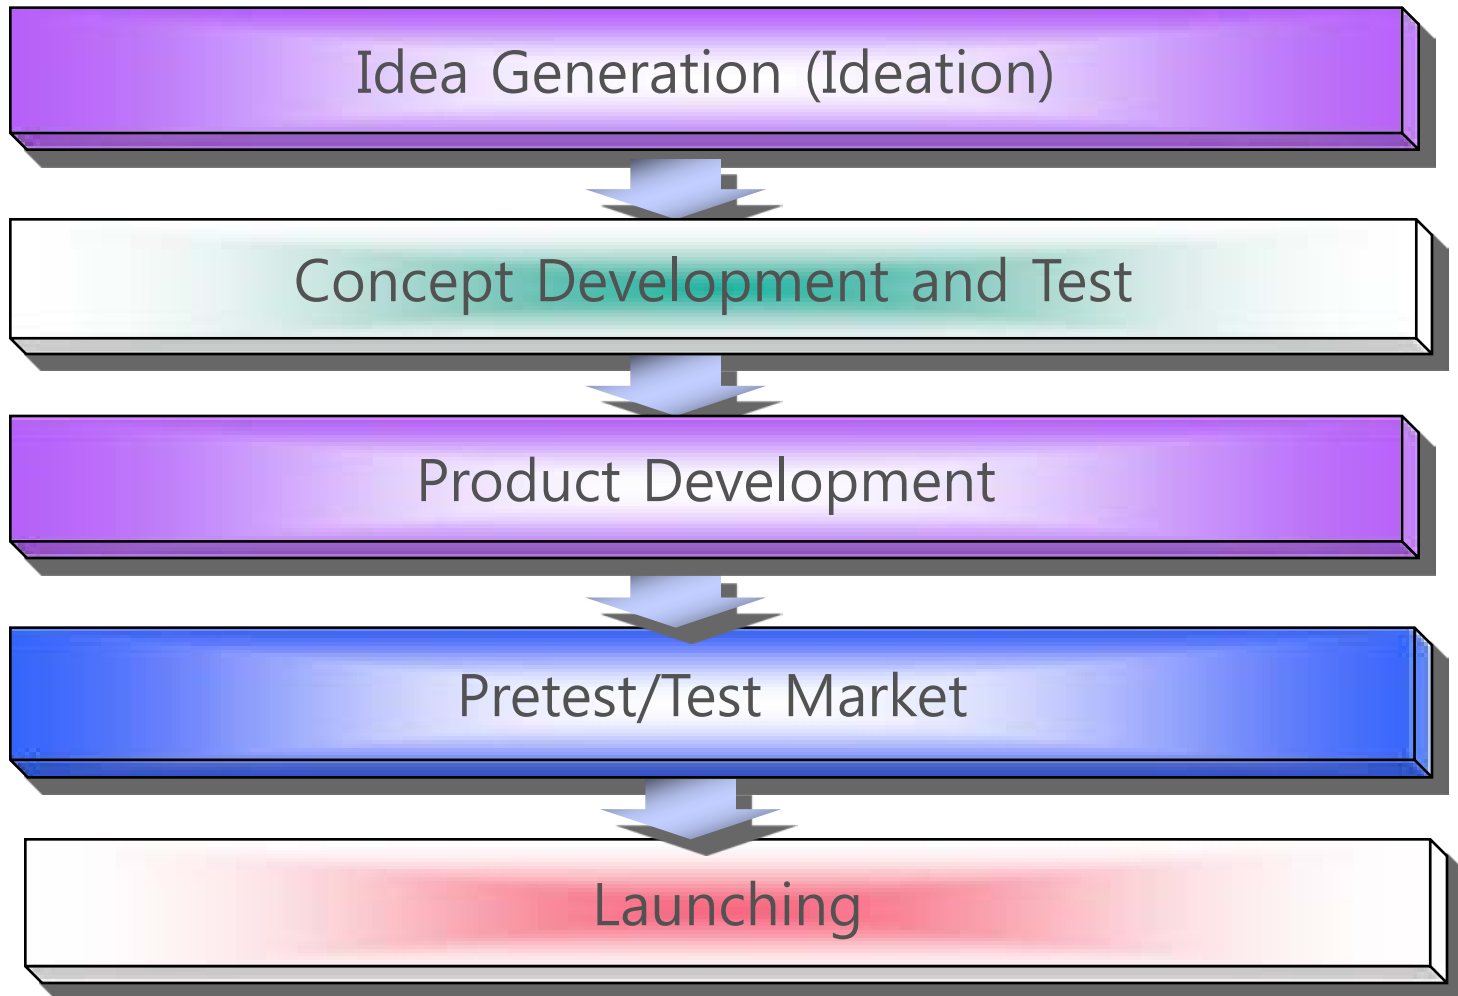 Idea Generation (Ideation)
Concept Development and Test
Product Development
Pretest/Test Market
Launching